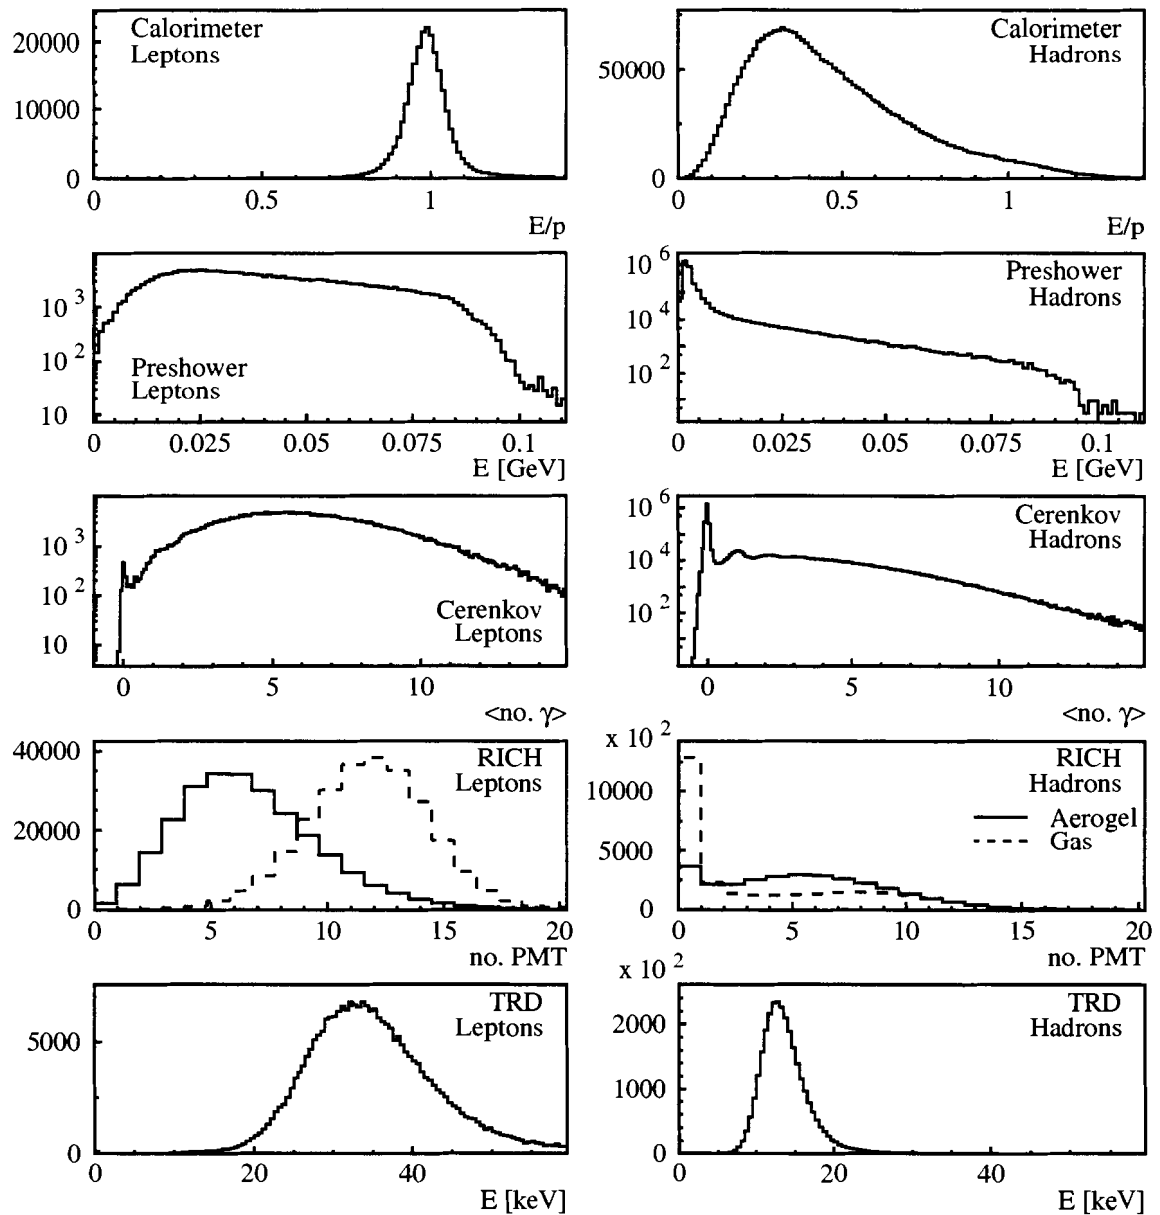 Calorimeter
Leptons
20000
10000
0
0
0.5
1
E/p
Calorimeter
Hadrons
50000
0
0
0.5
1
E/p
Preshower
Leptons
10 3
10 2
10
0
0.025
0.05
0.075
0.1
E [GeV]
Preshower
Hadrons
10 6
10 4
10 2
0
0.025
0.05
0.075
0.1
E [GeV]
Cerenkov
Leptons
10 3
10 2
10
0
5
10
<no. γ>
Cerenkov
Hadrons
10 6
10 4
10 2
0
5
10
<no. γ>
RICH
Leptons
40000
20000
0
0
5
10
15
20
no. PMT
x 10 2
RICH
Hadrons
Aerogel
Gas
10000
5000
0
0
5
10
15
20
no. PMT
TRD
Leptons
5000
0
0
20
40
E [keV]
x 10 2
TRD
Hadrons
2000
1000
0
0
20
40
E [keV]